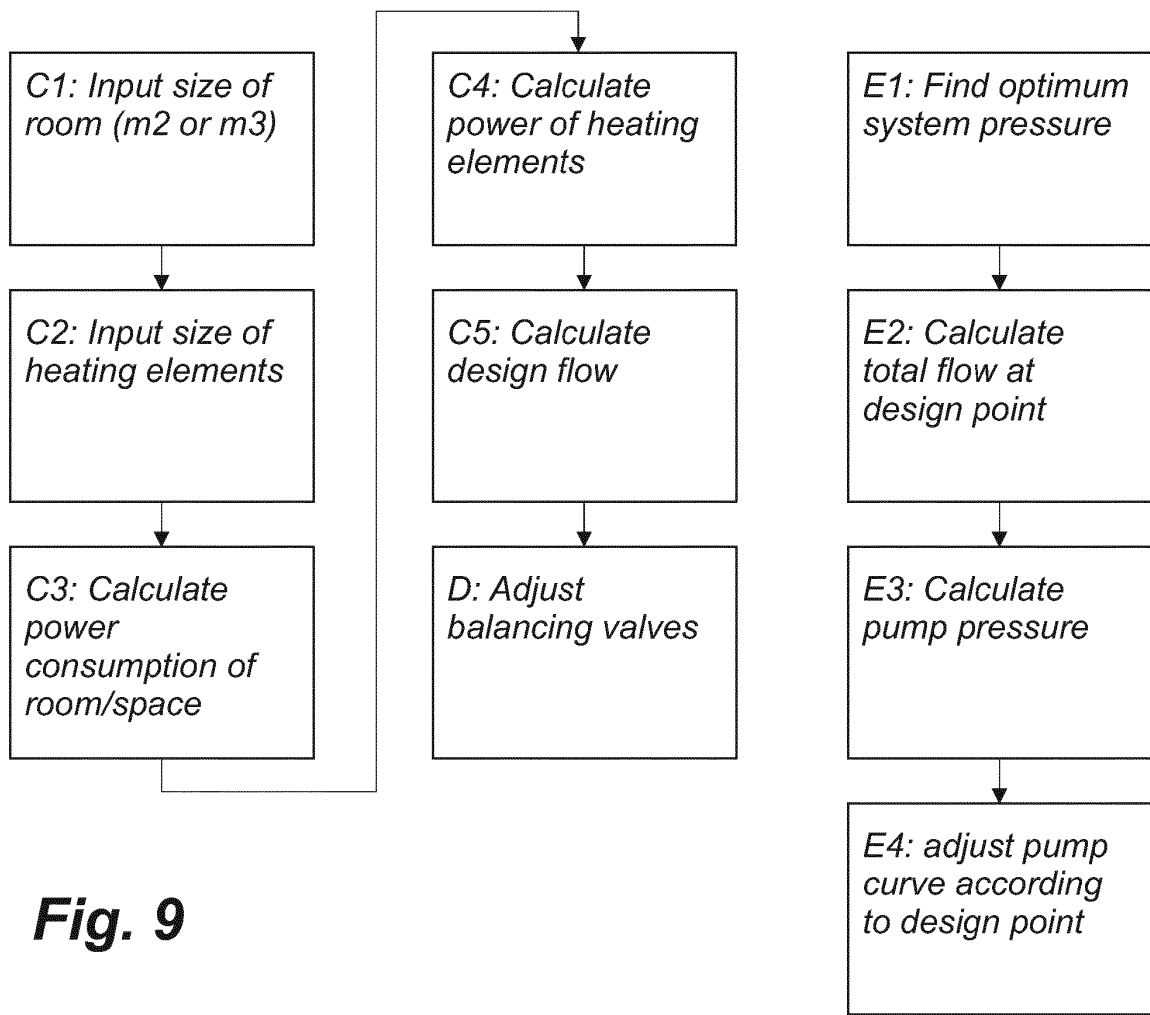 C1: Input size of
room (m2 or m3)
C2: Input size of
heating elements
C3: Calculate
power
consumption of
room/space
C4: Calculate
power of heating
elements
C5: Calculate
design flow
D: Adjust
balancing valves
E1: Find optimum
system pressure
E2: Calculate
total flow at
design point
E3: Calculate
pump pressure
E4: adjust pump
curve according
to design point
Fig. 9